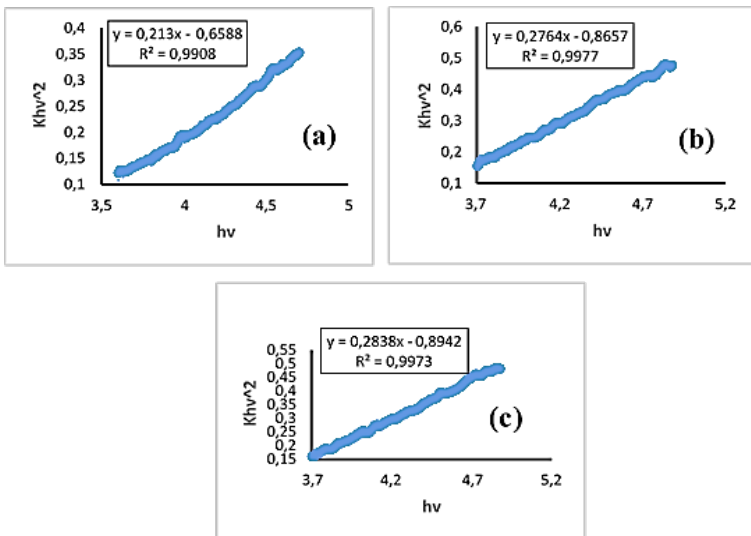 y = 0,213x - 0,6588
R² = 0,9908
0,4
0,35
0,3
0,25
0,2
0,15
0,1
3,5
4
4,5
5
Khv^2
hv
(a)
y = 0,2764x - 0,8657
R² = 0,9977
0,6
0,5
0,4
0,3
0,2
0,1
3,7
4,2
4,7
5,2
Khv^2
hv
(b)
y = 0,2838x - 0,8942
R² = 0,9973
0,55
0,5
0,45
0,4
0,35
0,3
0,25
0,2
0,15
3,7
4,2
4,7
5,2
Khv^2
hv
(c)